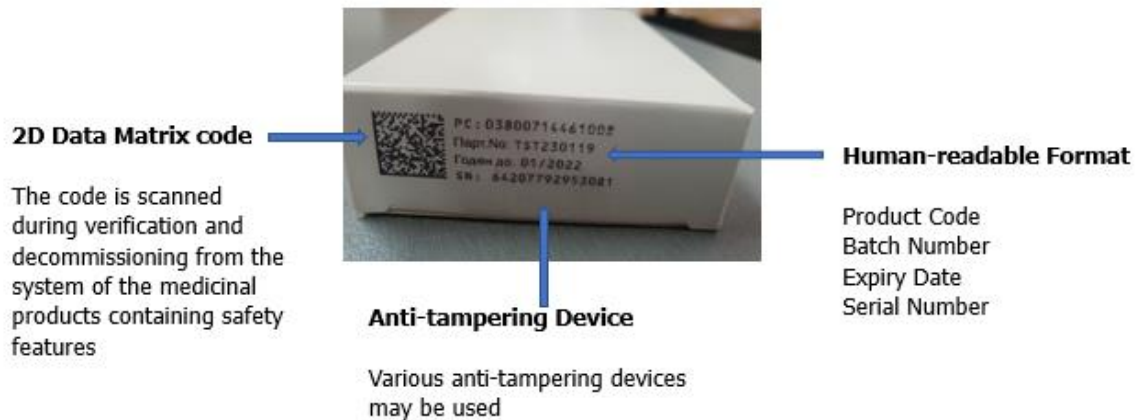 2D Data Matrix code
The code is scanned
during verification and
decommissioning from the
system of the medicinal
products containing safety
features
PC: 03800714461008
Парт.No: TST230119
Годен до. 01/2022
SN: 64207792953081
Anti-tampering Device
Various anti-tampering devices
may be used
Human-readable Format
Product Code
Batch Number
Expiry Date
Serial Number